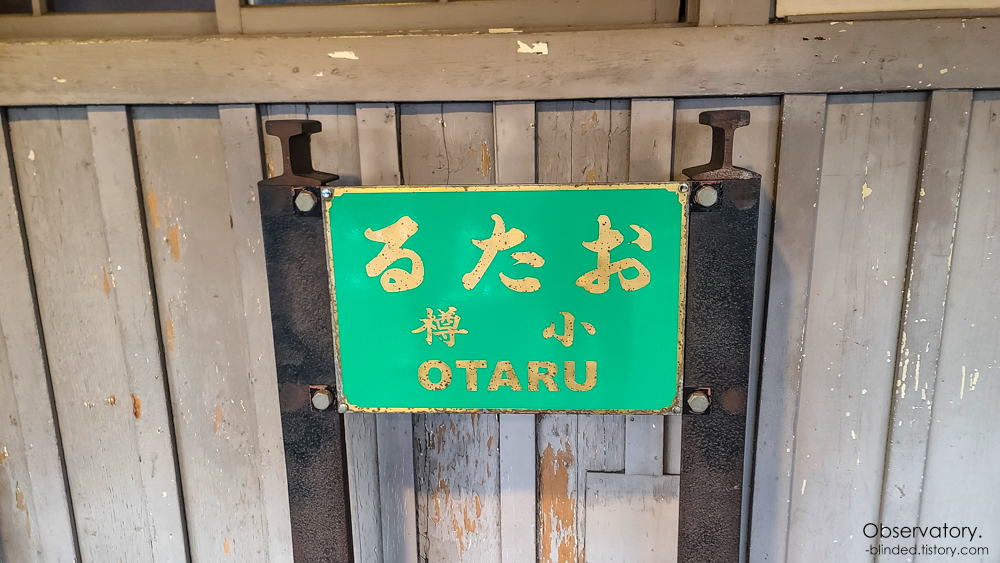 おたる
小樽
OTARU
Observatory.
-blinded.tistory.com-